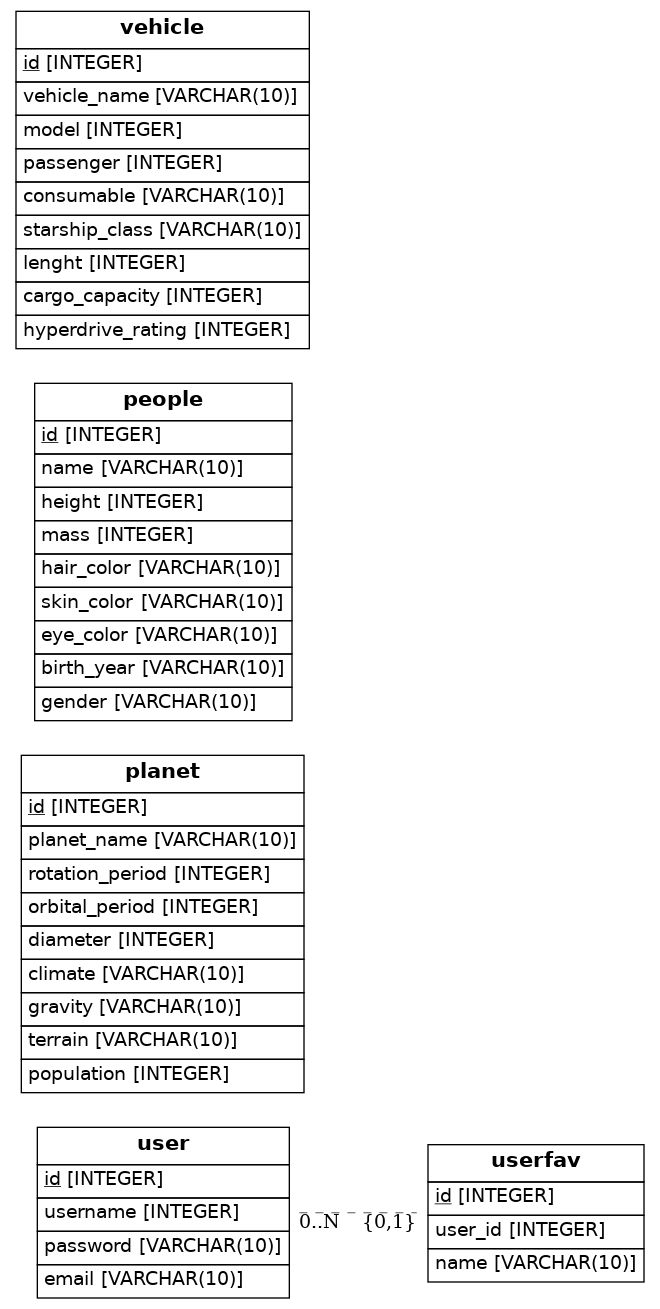 vehicle
id [INTEGER]
vehicle_name [VARCHAR(10)]
model [INTEGER]
passenger [INTEGER]
consumable [VARCHAR(10)]
starship_class [VARCHAR(10)]
lenght [INTEGER]
cargo_capacity [INTEGER]
hyperdrive_rating [INTEGER]
people
id [INTEGER]
name [VARCHAR(10)]
height [INTEGER]
mass [INTEGER]
hair_color [VARCHAR(10)]
skin_color [VARCHAR(10)]
eye_color [VARCHAR(10)]
birth_year [VARCHAR(10)]
gender [VARCHAR(10)]
planet
id [INTEGER]
planet_name [VARCHAR(10)]
rotation_period [INTEGER]
orbital_period [INTEGER]
diameter [INTEGER]
climate [VARCHAR(10)]
gravity [VARCHAR(10)]
terrain [VARCHAR(10)]
population [INTEGER]
user
id [INTEGER]
username [INTEGER]
password [VARCHAR(10)]
email [VARCHAR(10)]
0..N {0,1}
userfav
id [INTEGER]
user_id [INTEGER]
name [VARCHAR(10)]